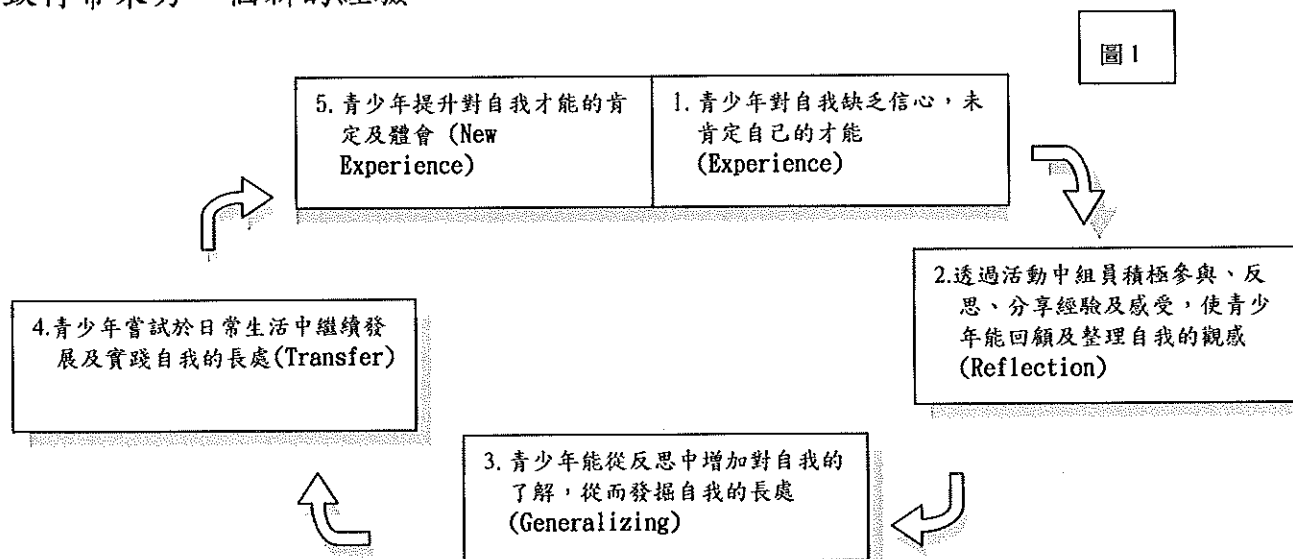 圖1
5. 青少年提升對自我才能的肯
定及體會 (New
Experience)
1. 青少年對自我缺乏信心，未
肯定自己的才能
(Experience)
2.透過活動中組員積極參與、反
思、分享經驗及感受，使青少
年能回顧及整理自我的觀感
(Reflection)
3. 青少年能從反思中增加對自我的
了解，從而發掘自我的長處
(Generalizing)
4.青少年嘗試於日常生活中繼續發
展及實踐自我的長處(Transfer)